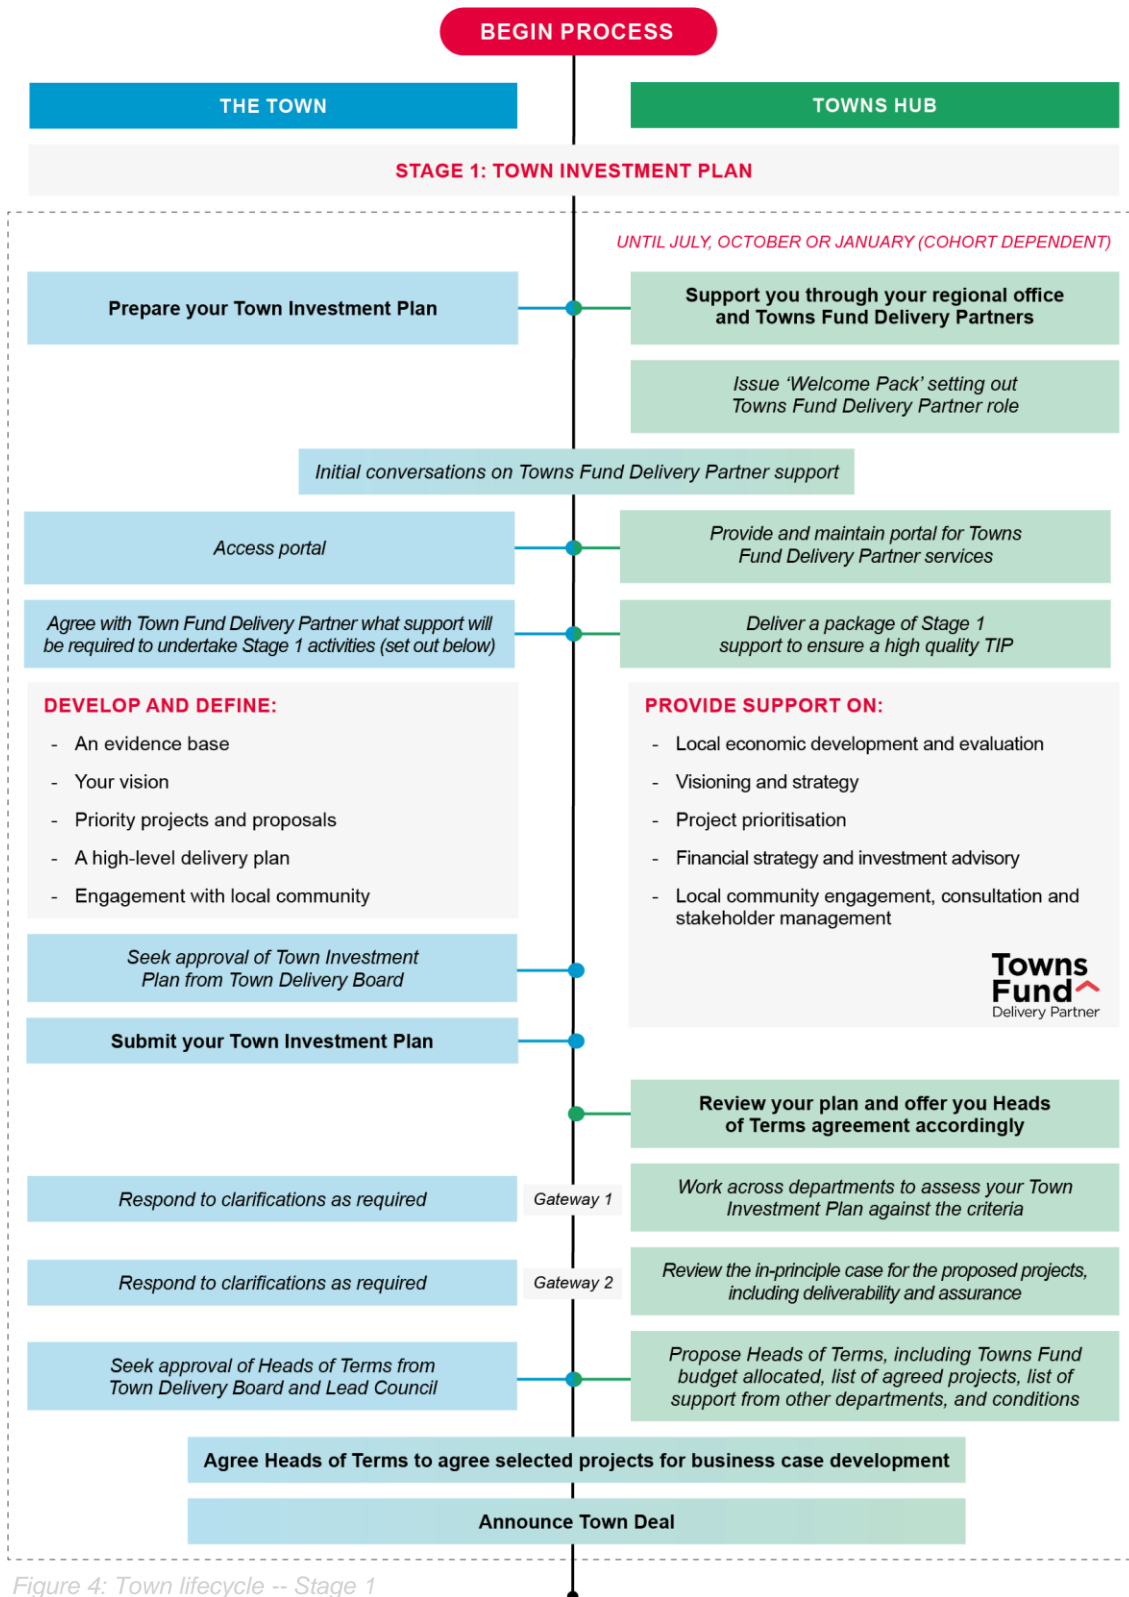 BEGIN PROCESS
THE TOWN
TOWNS HUB
STAGE 1: TOWN INVESTMENT PLAN
UNTIL JULY, OCTOBER OR JANUARY (COHORT DEPENDENT)
Prepare your Town Investment Plan
Support you through your regional office
and Towns Fund Delivery Partners
Issue ‘Welcome Pack’ setting out
Towns Fund Delivery Partner role
Initial conversations on Towns Fund Delivery Partner support
Access portal
Provide and maintain portal for Towns
Fund Delivery Partner services
Agree with Town Fund Delivery Partner what support will
be required to undertake Stage 1 activities (set out below)
Deliver a package of Stage 1
support to ensure a high quality TIP
DEVELOP AND DEFINE:
- An evidence base
- Your vision
- Priority projects and proposals
- A high-level delivery plan
- Engagement with local community
PROVIDE SUPPORT ON:
- Local economic development and evaluation
- Visioning and strategy
- Project prioritisation
- Financial strategy and investment advisory
- Local community engagement, consultation and
stakeholder management
Towns
Fund
Delivery Partner
Seek approval of Town Investment
Plan from Town Delivery Board
Submit your Town Investment Plan
Review your plan and offer you Heads
of Terms agreement accordingly
Respond to clarifications as required
Gateway 1
Work across departments to assess your Town
Investment Plan against the criteria
Respond to clarifications as required
Gateway 2
Review the in-principle case for the proposed projects,
including deliverability and assurance
Seek approval of Heads of Terms from
Town Delivery Board and Lead Council
Propose Heads of Terms, including Towns Fund
budget allocated, list of agreed projects, list of
support from other departments, and conditions
Agree Heads of Terms to agree selected projects for business case development
Announce Town Deal
Figure 4: Town lifecycle -- Stage 1